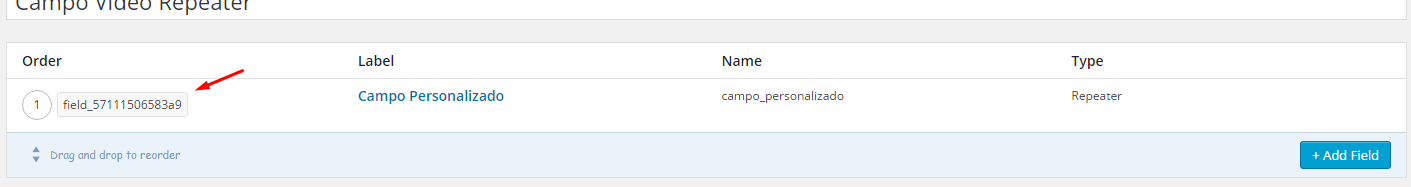 Campo Video Repeater
Order Label Name Type
1 field_57111506583a9 Campo Personalizado campo_personalizado Repeater
Drag and drop to reorder + Add Field